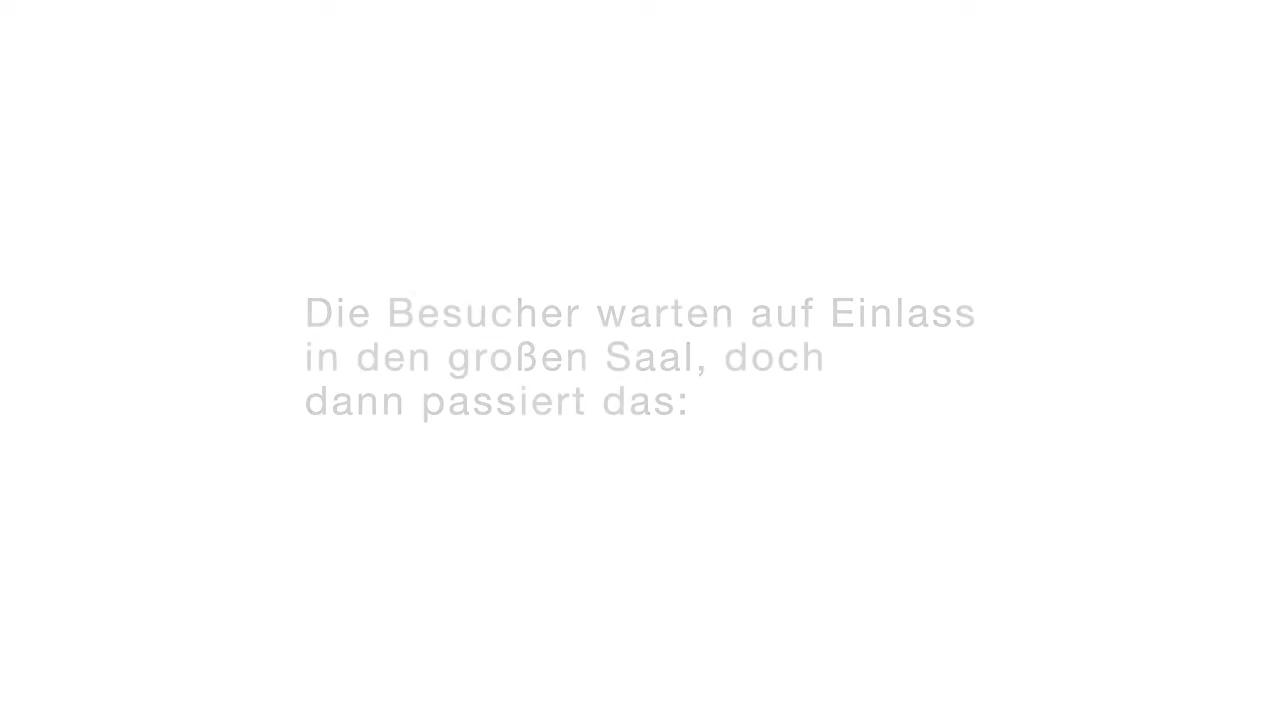 Die Besucher warten auf Einlass
in den großen Saal, doch
dann passiert das: